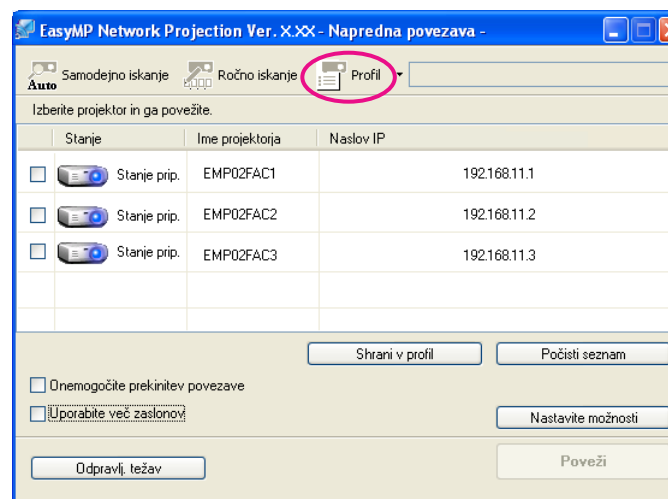 EasyMP Network Projection Ver. X.XX - Napredna povezava -
Auto Samodejno iskanje Ročno iskanje Profil
Izberite projektor in ga povežite.
Stanje Ime projektorja Naslov IP
Stanje prip. EMP02FAC1 192.168.11.1
Stanje prip. EMP02FAC2 192.168.11.2
Stanje prip. EMP02FAC3 192.168.11.3
Shrani v profil Počisti seznam
Onemogočite prekinitev povezave
Uporabite več zaslonov
Nastavite možnosti
Odpravlj. težav Poveži